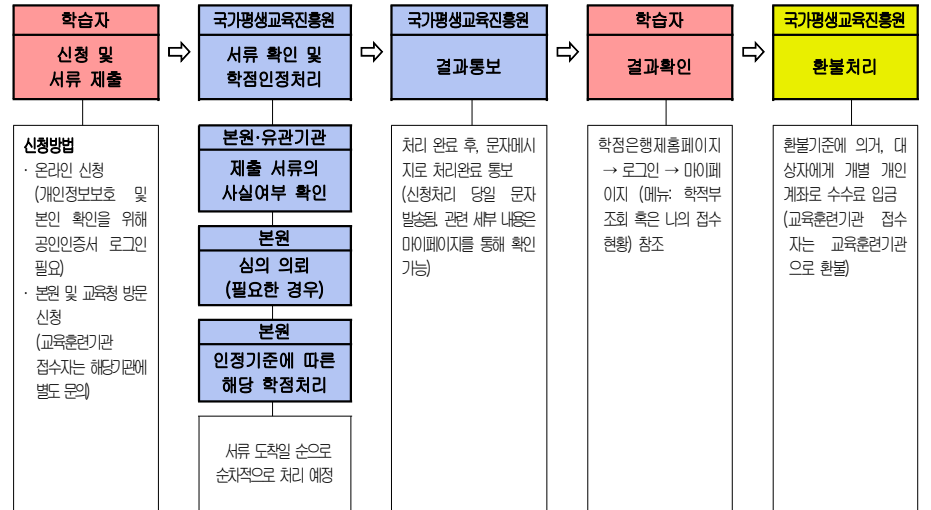 학습자
신청 및
서류 제출
신청방법
· 온라인 신청
(개인정보보호 및
본인 확인을 위해
공인인증서 로그인
필요)
· 본원 및 교육청 방문
신청
(교육훈련기관
접수자는 해당기관에
별도 문의)
국가평생교육진흥원
서류 확인 및
학점인정처리
본원·유관기관
제출 서류의
사실여부 확인
본원
심의 의뢰
(필요한 경우)
본원
인정기준에 따른
해당 학점처리
서류 도착일 순으로
순차적으로 처리 예정
국가평생교육진흥원
결과통보
처리 완료 후, 문자메시
지로 처리완료 통보
(신청처리 당일 문자
발송됨. 관련 세부 내용은
마이페이지를 통해 확인
가능)
학습자
결과확인
학점은행제홈페이지
→ 로그인 → 마이페
이지 (메뉴: 학적부
조회 혹은 나의 접수
현황) 참조
국가평생교육진흥원
환불처리
환불기준에 의거, 대
상자에게 개별 개인
계좌로 수수료 입금
(교육훈련기관 접수
자는 교육훈련기관
으로 환불)